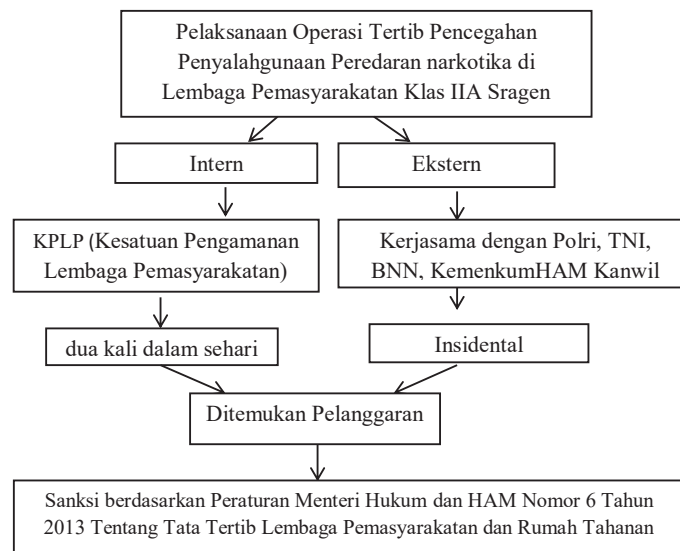 Pelaksanaan Operasi Tertib Pencegahan
Penyalahgunaan Peredaran narkotika di
Lembaga Pemasyarakatan Klas IIA Sragen
Intern
Ekstern
KPLP (Kesatuan Pengamanan
Lembaga Pemasyarakatan)
Kerjasama dengan Polri, TNI,
BNN, KemenkumHAM Kanwil
dua kali dalam sehari
Insidental
Ditemukan Pelanggaran
Sanksi berdasarkan Peraturan Menteri Hukum dan HAM Nomor 6 Tahun
2013 Tentang Tata Tertib Lembaga Pemasyarakatan dan Rumah Tahanan